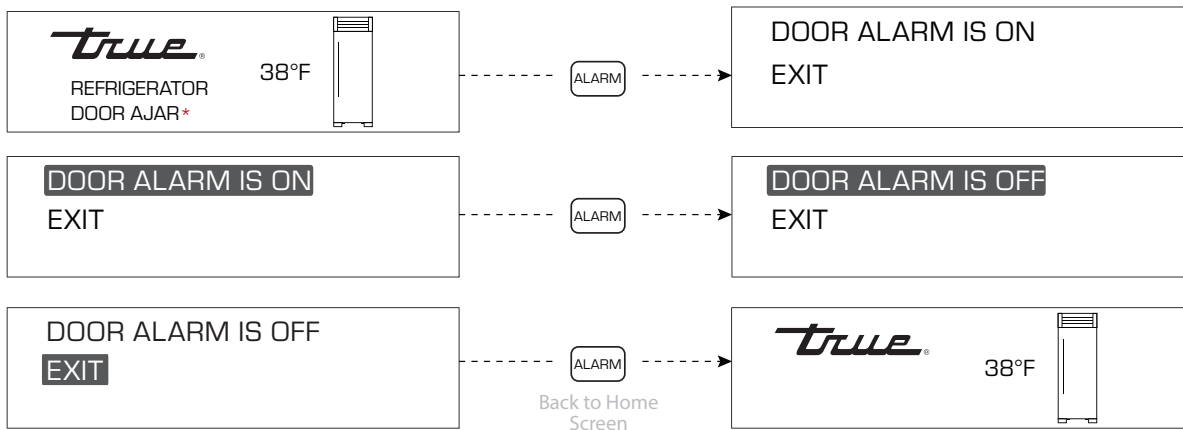 true®
REFRIGERATOR
DOOR AJAR*
38°F
ALARM
DOOR ALARM IS ON
EXIT
DOOR ALARM IS ON
EXIT
ALARM
DOOR ALARM IS OFF
EXIT
DOOR ALARM IS OFF
EXIT
ALARM
Back to Home
Screen
true®
38°F